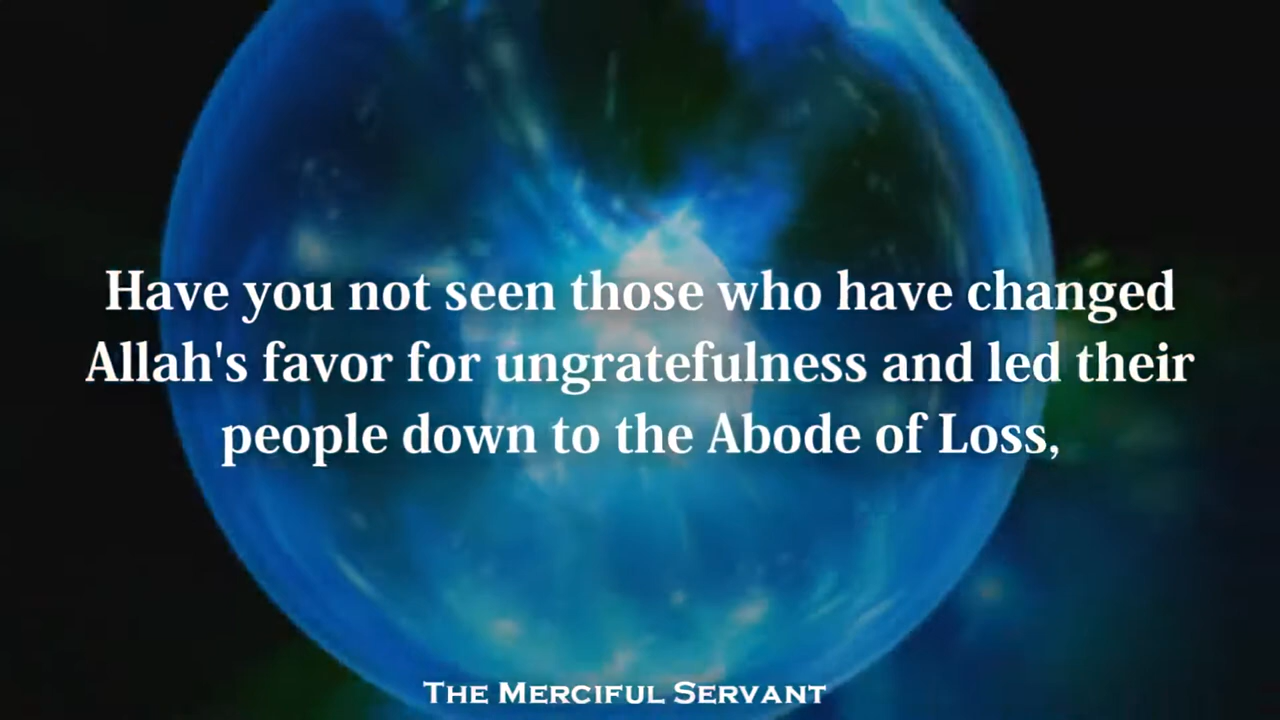 Have you not seen those who have changed
Allah's favor for ungratefulness and led their
people down to the Abode of Loss,
The Merciful Servant